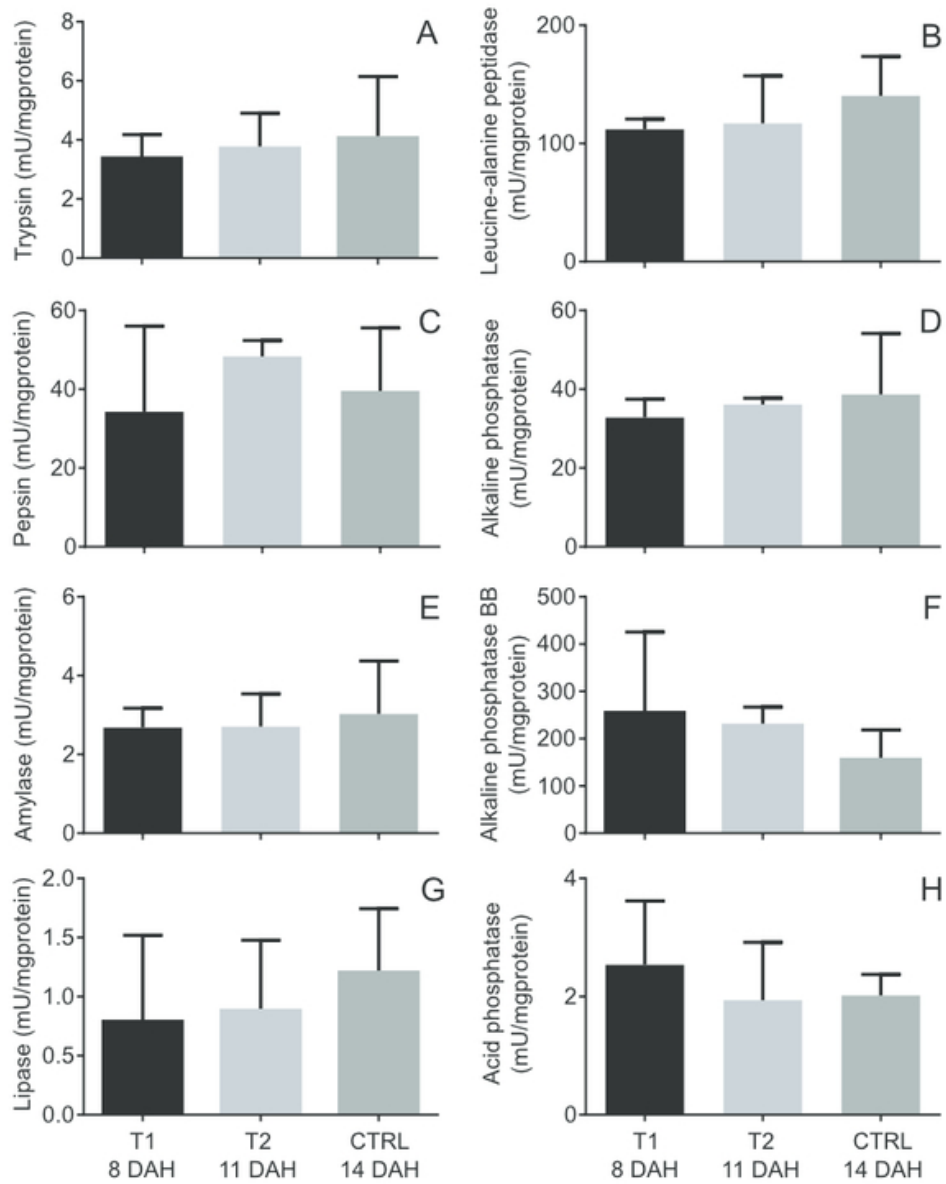 Trypsin (mU/mgprotein)
8
6
4
2
0
A
Leucine-alanine peptidase
(mU/mgprotein)
200
100
0
B
Pepsin (mU/mgprotein)
60
40
20
0
C
Alkaline phosphatase
(mU/mgprotein)
60
40
20
0
D
Amylase (mU/mgprotein)
6
4
2
0
E
Alkaline phosphatase BB
(mU/mgprotein)
500
400
300
200
100
0
F
Lipase (mU/mgprotein)
2.0
1.5
1.0
0.5
0.0
G
T1 T2 CTRL
8 DAH 11 DAH 14 DAH
Acid phosphatase
(mU/mgprotein)
4
2
0
H
T1 T2 CTRL
8 DAH 11 DAH 14 DAH